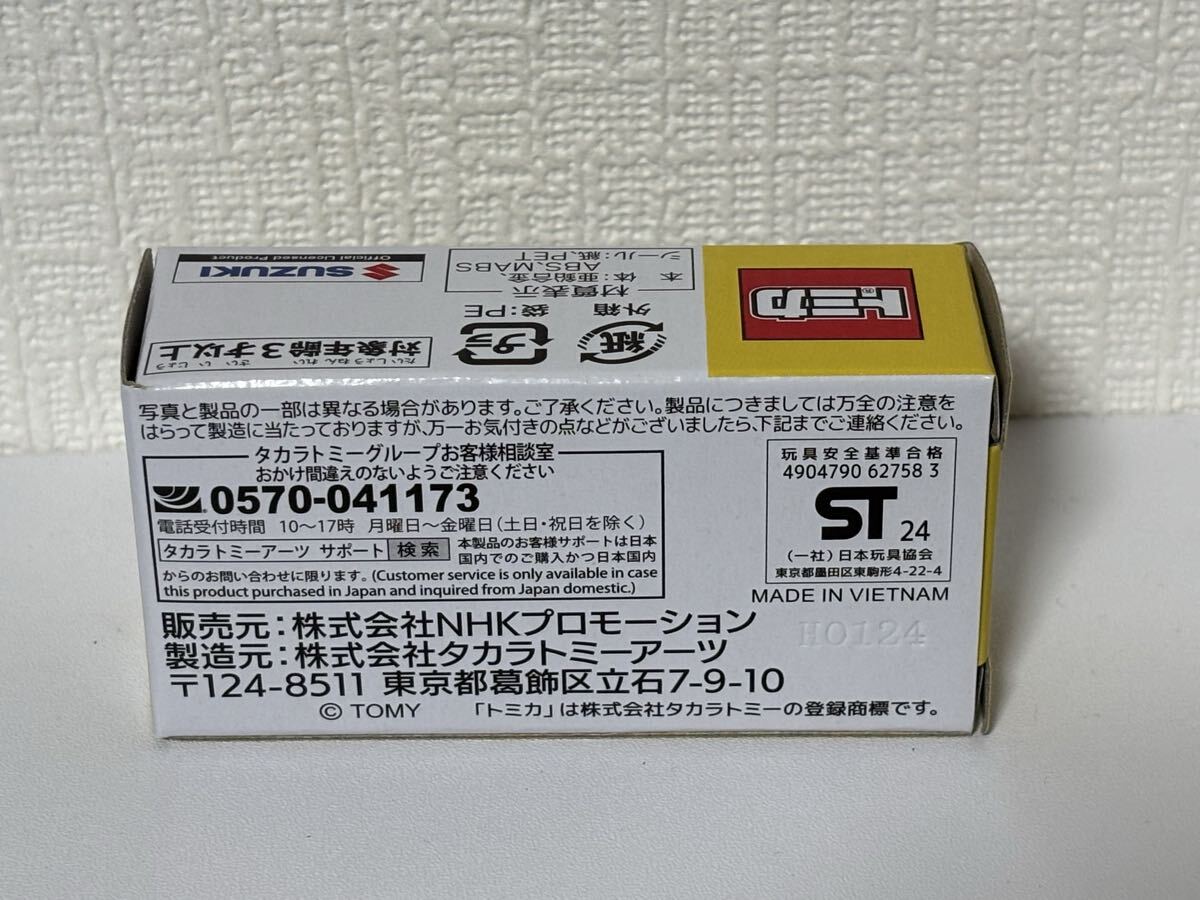 トミカ®
材質表示
本体：亜鉛合金、
ABS、MABS
シール：紙、PET
SUZUKI
Official Licensed Product
外箱
紙
袋：PE
プラ
たいしょうねんれい さい い じょう
対象年齢3才以上
写真と製品の一部は異なる場合があります。ご了承ください。製品につきましては万全の注意を
はらって製造に当たっておりますが、万一お気付きの点などがございましたら、下記までご連絡ください。
タカラトミーグループお客様相談室
おかけ間違えのないようご注意ください
0570-041173
電話受付時間 10〜17時 月曜日〜金曜日（土日・祝日を除く）
タカラトミーアーツ サポート 検索
本製品のお客様サポートは日本
国内でのご購入かつ日本国内
からのお問い合わせに限ります。(Customer service is only available in case
this product purchased in Japan and inquired from Japan domestic.)
玩具安全基準合格
4904790 62758 3
ST 24
（一社）日本玩具協会
東京都墨田区東駒形4-22-4
MADE IN VIETNAM
H0124
販売元：株式会社NHKプロモーション
製造元：株式会社タカラトミーアーツ
〒124-8511 東京都葛飾区立石7-9-10
© TOMY 「トミカ」は株式会社タカラトミーの登録商標です。